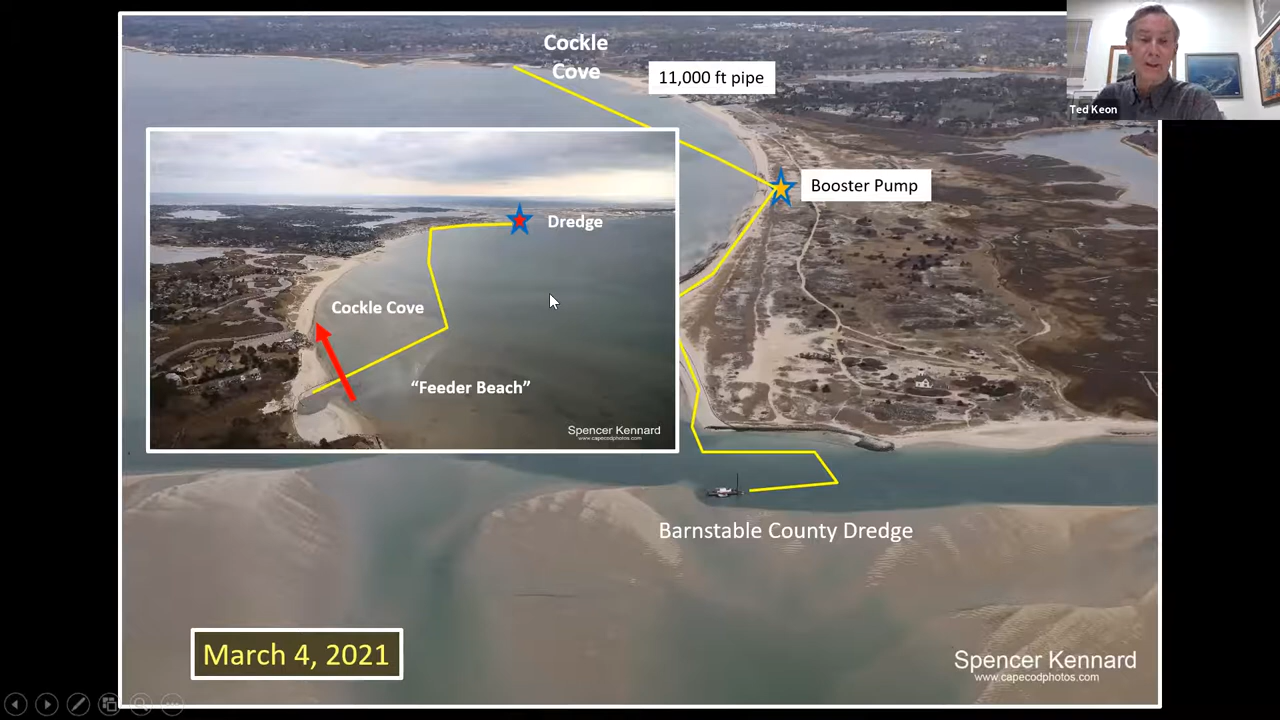 Cockle
Cove
11,000 ft pipe
Ted Keon
Booster Pump
Dredge
Cockle Cove
“Feeder Beach”
Spencer Kennard
www.capecodphotos.com
Barnstable County Dredge
March 4, 2021
Spencer Kennard
www.capecodphotos.com